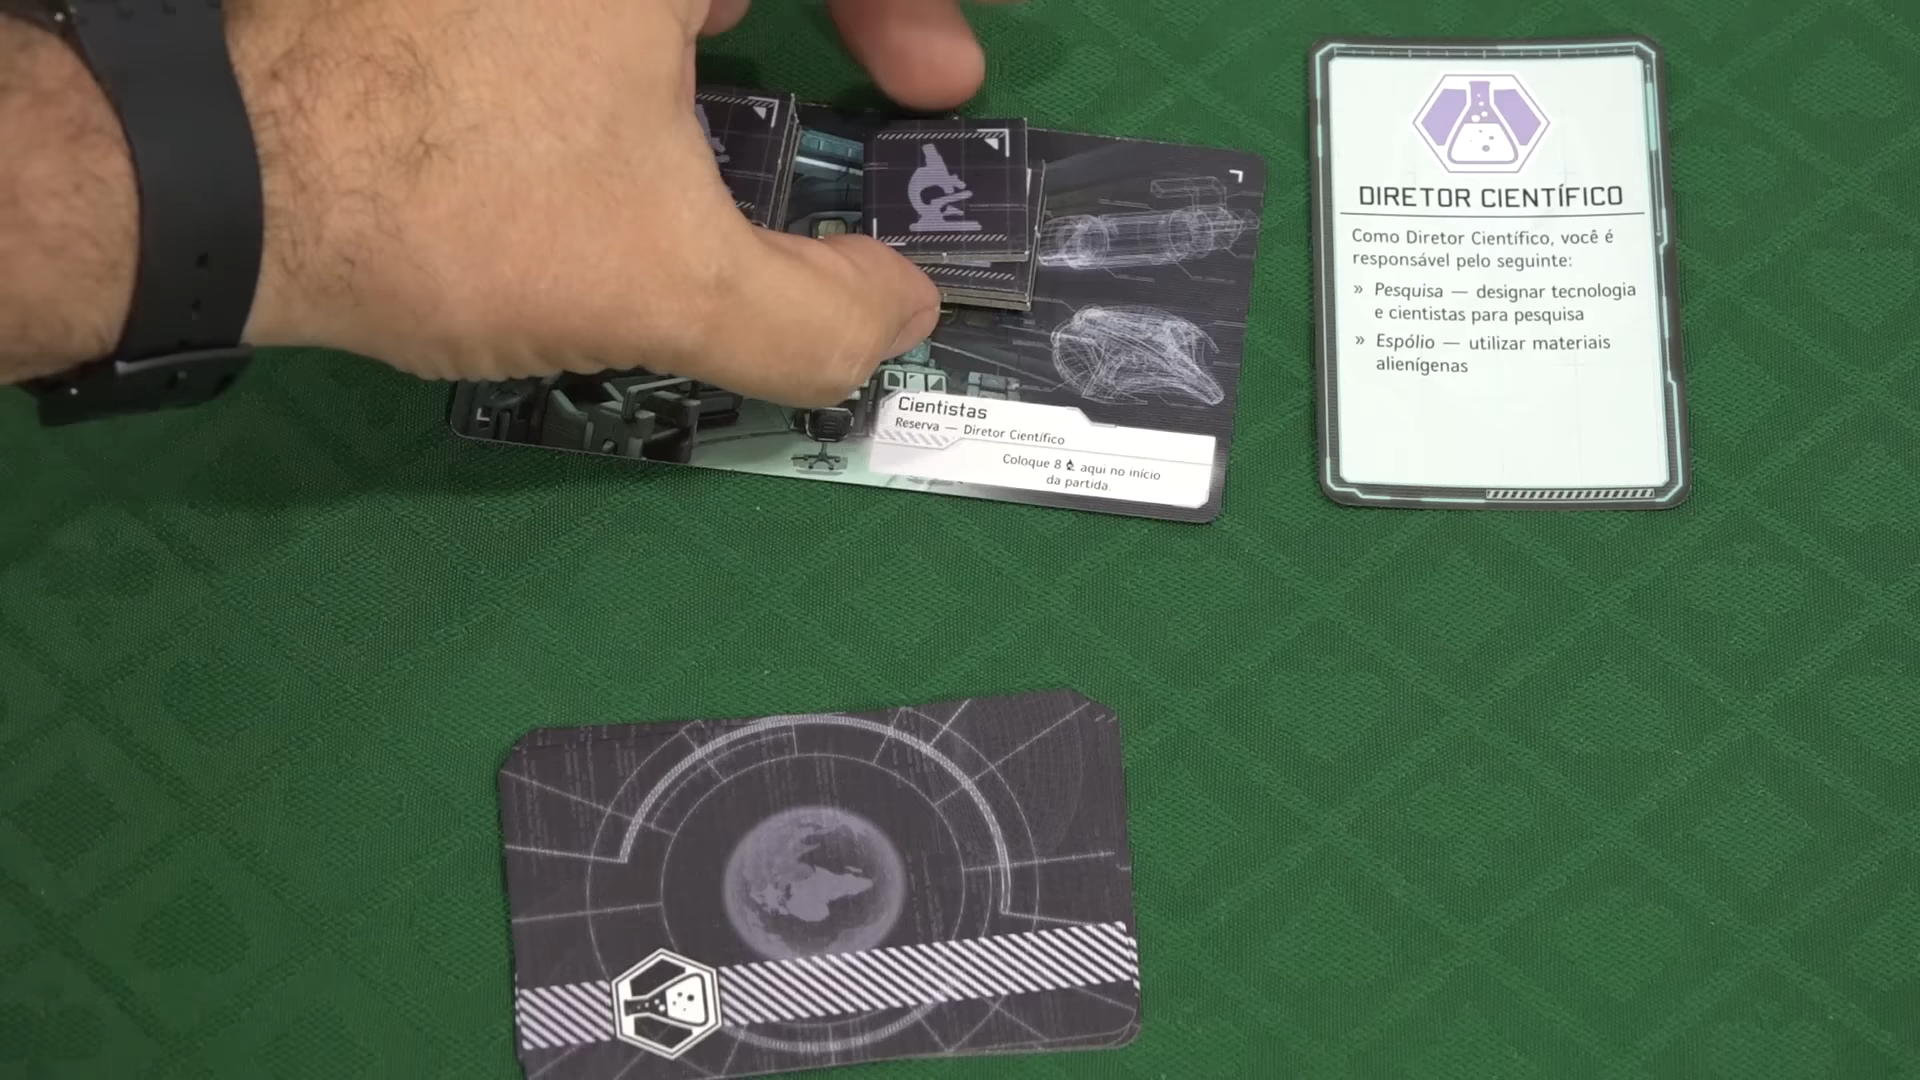 DIRETOR CIENTÍFICO
Como Diretor Científico, você é
responsável pelo seguinte:
» Pesquisa — designar tecnologia
e cientistas para pesquisa
» Espólio — utilizar materiais
alienígenas
Cientistas
Reserva — Diretor Científico
Coloque 8 aqui no início
da partida.